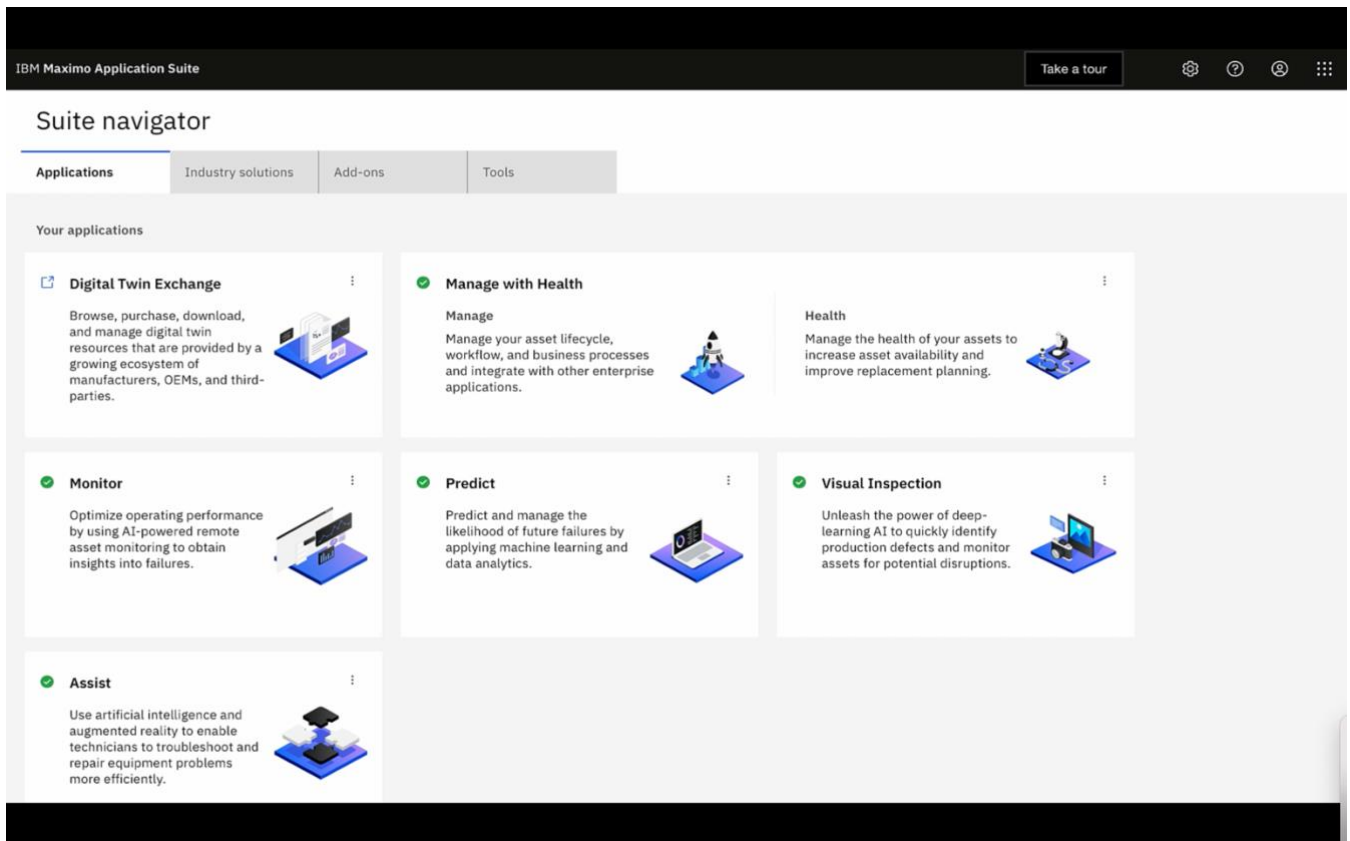 IBM Maximo Application Suite
Take a tour
Suite navigator
Applications
Industry solutions
Add-ons
Tools
Your applications
Digital Twin Exchange
Browse, purchase, download,
and manage digital twin
resources that are provided by a
growing ecosystem of
manufacturers, OEMs, and third-
parties.
Manage with Health
Manage
Manage your asset lifecycle,
workflow, and business processes
and integrate with other enterprise
applications.
Health
Manage the health of your assets to
increase asset availability and
improve replacement planning.
Monitor
Optimize operating performance
by using AI-powered remote
asset monitoring to obtain
insights into failures.
Predict
Predict and manage the
likelihood of future failures by
applying machine learning and
data analytics.
Visual Inspection
Unleash the power of deep-
learning AI to quickly identify
production defects and monitor
assets for potential disruptions.
Assist
Use artificial intelligence and
augmented reality to enable
technicians to troubleshoot and
repair equipment problems
more efficiently.